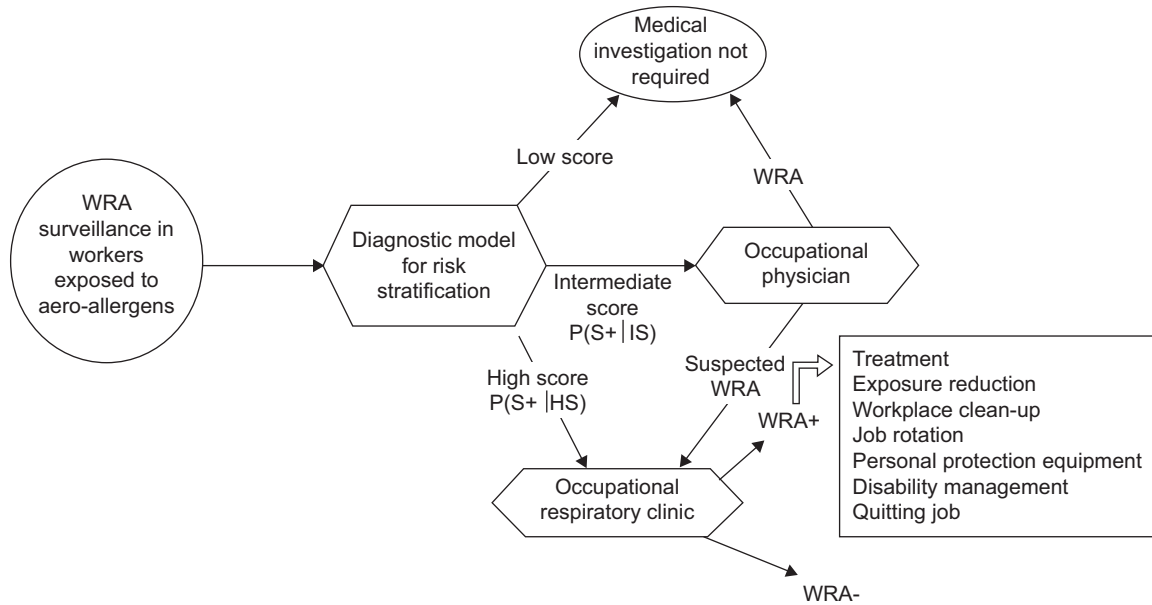 Medical
investigation not
required
Low score
WRA
WRA
surveillance in
workers
exposed to
aero-allergens
Diagnostic model
for risk
stratification
Intermediate
score
P(S+ |IS)
Occupational
physician
High score
P(S+ |HS)
Suspected
WRA
WRA+
Treatment
Exposure reduction
Workplace clean-up
Job rotation
Personal protection equipment
Disability management
Quitting job
Occupational
respiratory clinic
WRA-